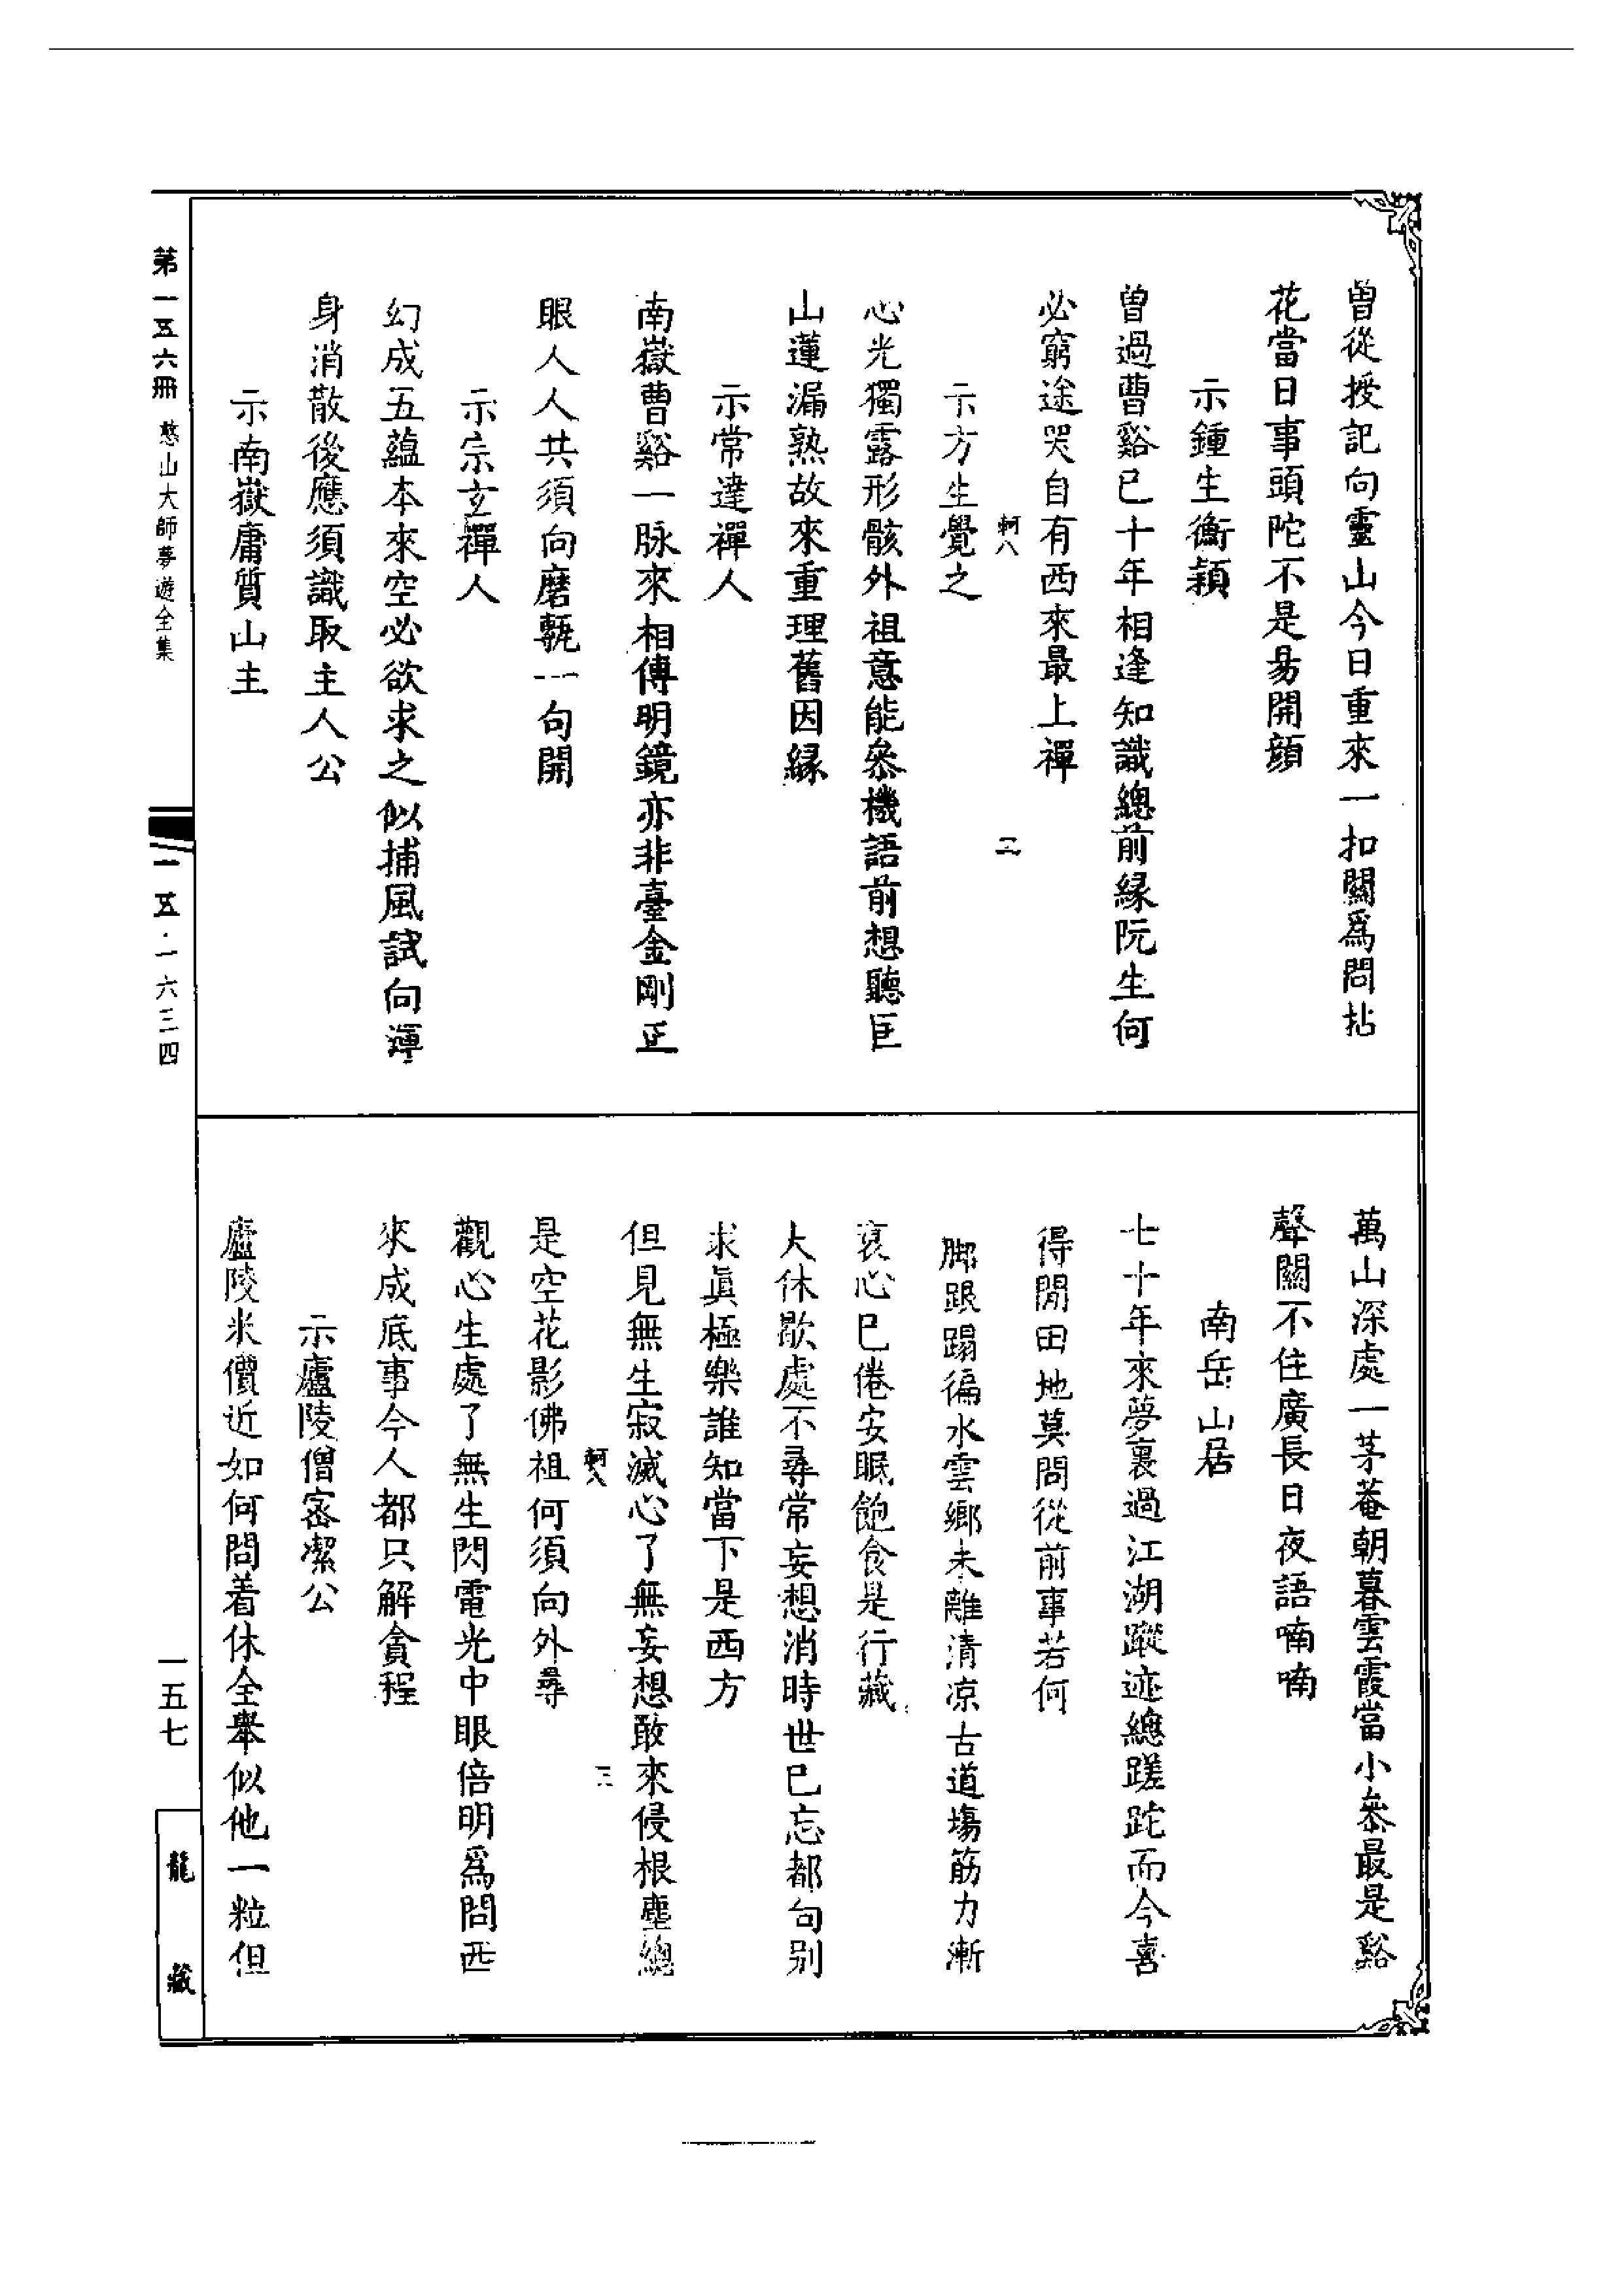 曾從授記向靈山今日重來一扣關爲問拈
花當日事頭陀不是易開顔
示鍾生衡穎
曾過曹谿已十年相逢知識總前緣阮生何
必窮途哭自有西來最上禪
軻八
二
示方生覺之
心光獨露形骸外祖意能叅機語前想聽巨
山蓮漏熟故來重理舊因緣
示常達禪人
南嶽曹谿一脉來相傳明鏡亦非臺金剛正
眼人人共須向磨甎一句開
示宗玄禪人
幻成五蘊本來空必欲求之似捕風試向運
身消散後應須識取主人公
示南嶽庸質山主
萬山深處一茅菴朝暮雲霞當小叅最是谿
聲關不住廣長日夜語喃喃
南岳山居
七十年來夢裏過江湖蹤迹總蹉跎而今喜
得閒田地莫問從前事若何
脚跟蹋徧水雲鄉未離清凉古道場筋力漸
衰心已倦安眠飽食是行藏
大休歇處不尋常妄想消時世已忘都向别
求眞極樂誰知當下是西方
但見無生寂滅心了無妄想敢來侵根塵總
是空花影佛祖何須向外尋
軻八
三
觀心生處了無生閃電光中眼倍明爲問西
來成底事今人都只解貪程
示廬陵僧密潔公
廬陵米價近如何問着休全舉似他一粒但
第一五六冊 憨山大師夢遊全集
一五·一六三四
一五七
龍藏